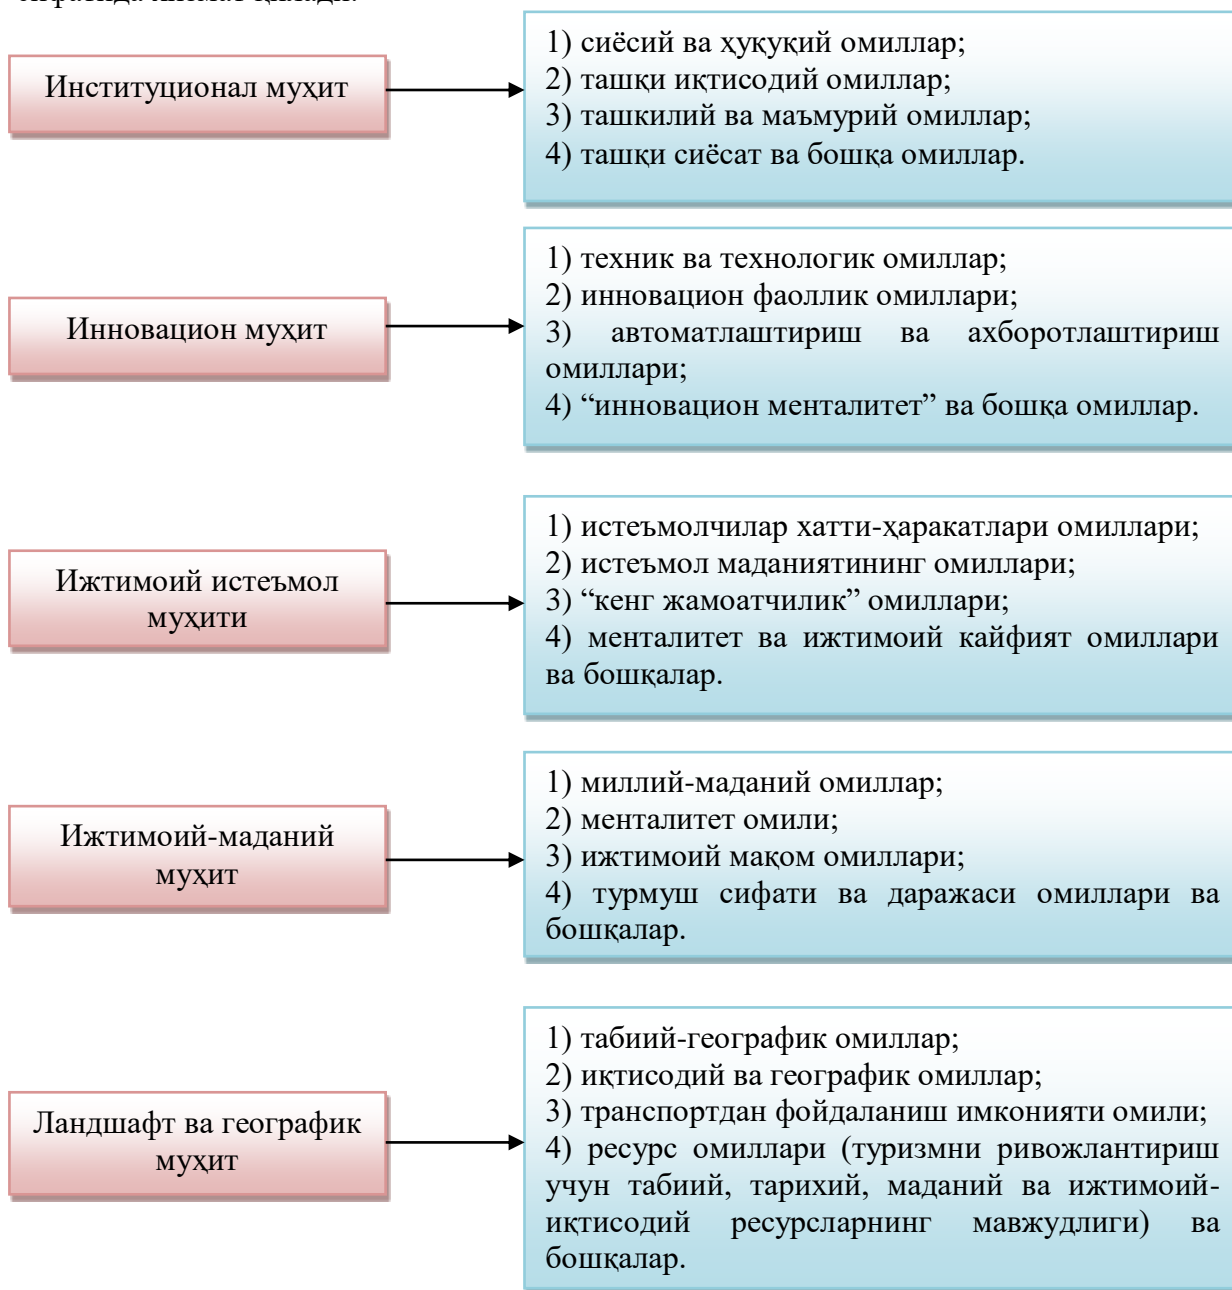 Институционал муҳит
1) сиёсий ва ҳуқуқий омиллар;
2) ташқи иқтисодий омиллар;
3) ташкилий ва маъмурий омиллар;
4) ташқи сиёсат ва бошқа омиллар.
Инновацион муҳит
1) техник ва технологик омиллар;
2) инновацион фаоллик омиллари;
3) автоматлаштириш ва ахборотлаштириш
омиллари;
4) “инновацион менталитет” ва бошқа омиллар.
Ижтимоий истеъмол
муҳити
1) истеъмолчилар хатти-ҳаракатлари омиллари;
2) истеъмол маданиятининг омиллари;
3) “кенг жамоатчилик” омиллари;
4) менталитет ва ижтимоий кайфият омиллари
ва бошқалар.
Ижтимоий-маданий
муҳит
1) миллий-маданий омиллар;
2) менталитет омили;
3) ижтимоий мақом омиллари;
4) турмуш сифати ва даражаси омиллари ва
бошқалар.
Ландшафт ва географик
муҳит
1) табиий-географик омиллар;
2) иқтисодий ва географик омиллар;
3) транспортдан фойдаланиш имконияти омили;
4) ресурс омиллари (туризмни ривожлантириш
учун табиий, тарихий, маданий ва ижтимоий-
иқтисодий ресурсларнинг мавжудлиги) ва
бошқалар.